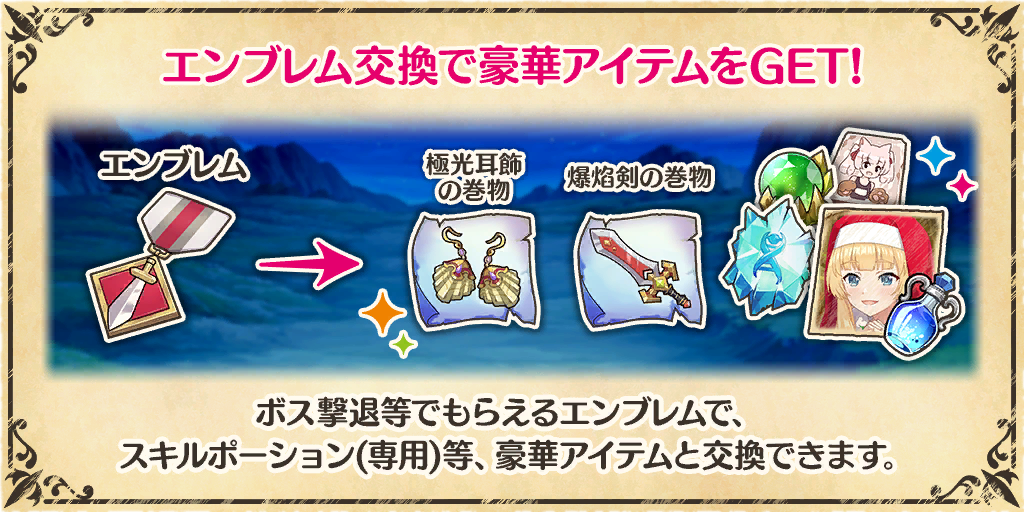 エンブレム交換で豪華アイテムをGET!
エンブレム
極光耳飾
の巻物
爆焰剣の巻物
ボス撃退等でもらえるエンブレムで、
スキルポーション(専用)等、豪華アイテムと交換できます。